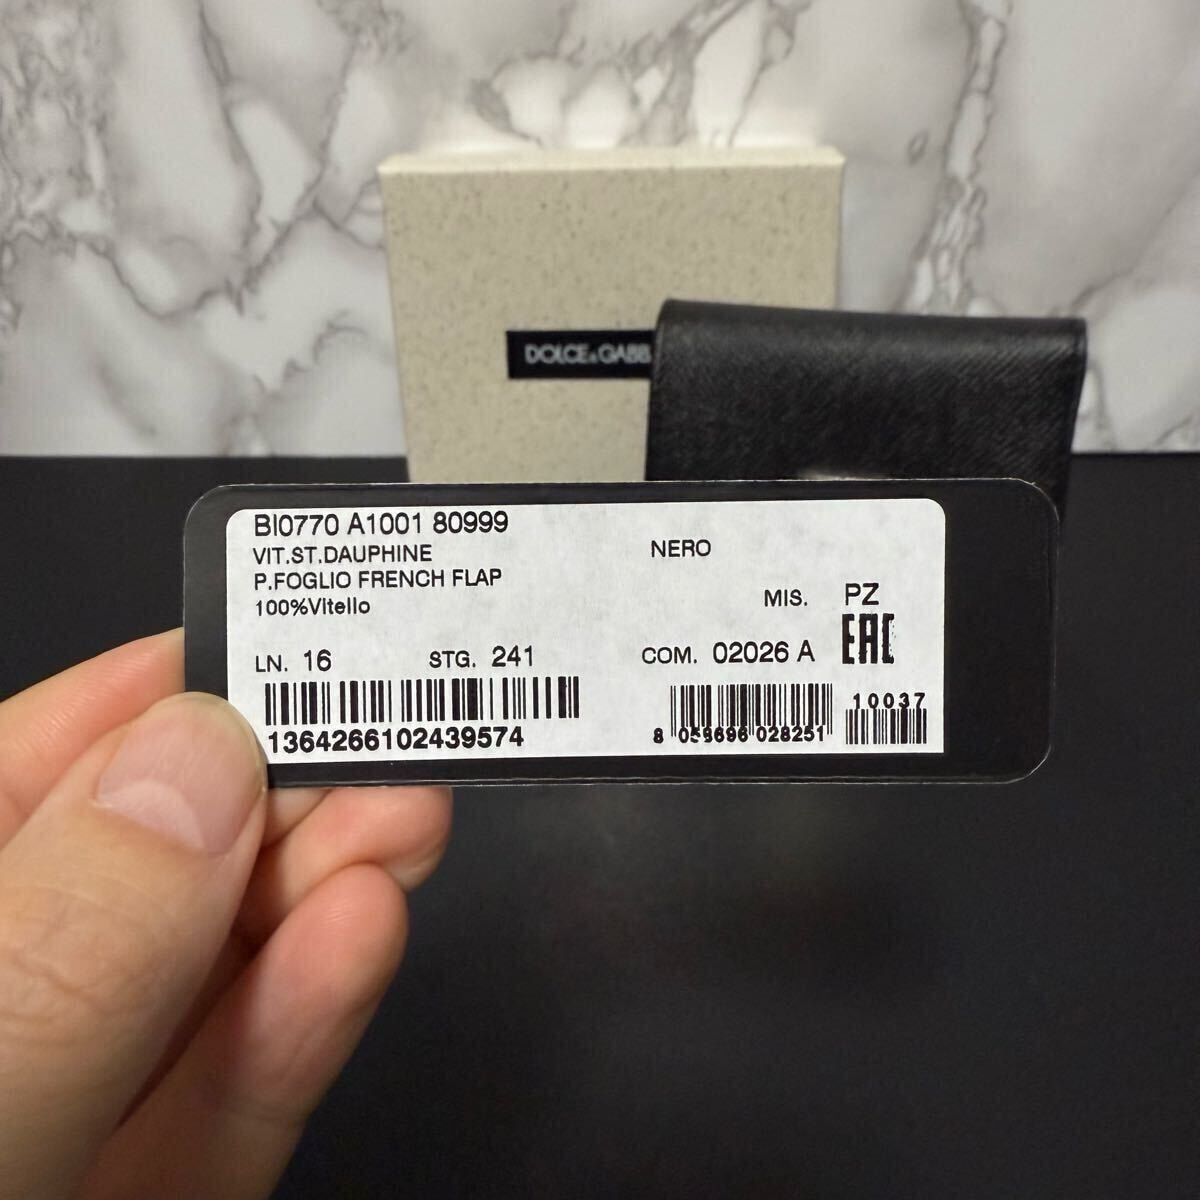 DOLCE&GABB
BI0770 A1001 80999
VIT.ST.DAUPHINE
NERO
P.FOGLIO FRENCH FLAP
100%Vitello
MIS. PZ
EAC
LN. 16 STG. 241 COM. 02026 A
10037
1364266102439574
8 058696 028251